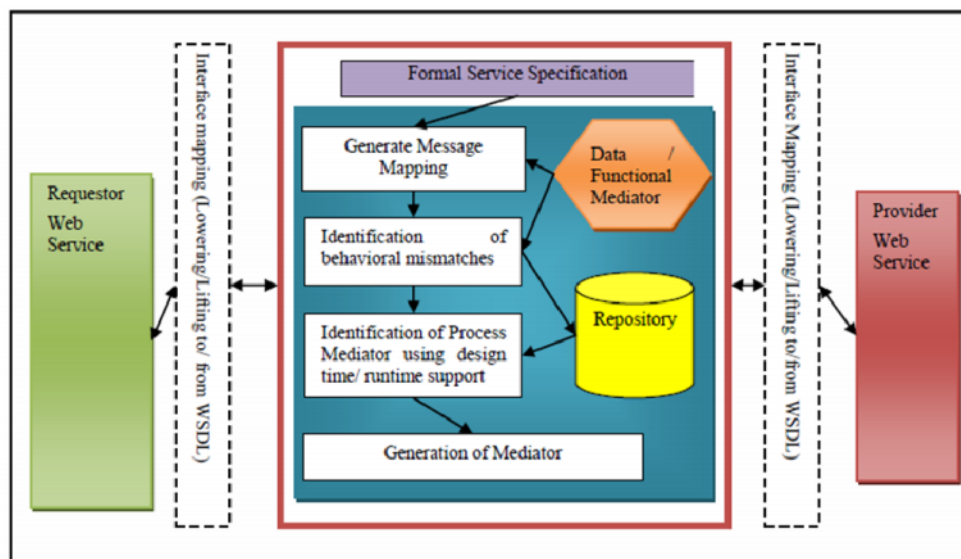 Requestor
Web
Service
Interface mapping (Lowering/Lifting to/ from WSDL)
Formal Service Specification
Generate Message
Mapping
Data /
Functional
Mediator
Identification of
behavioral mismatches
Repository
Identification of Process
Mediator using design
time/ runtime support
Generation of Mediator
Interface Mapping (Lowering/Lifting to/from WSDL)
Provider
Web
Service